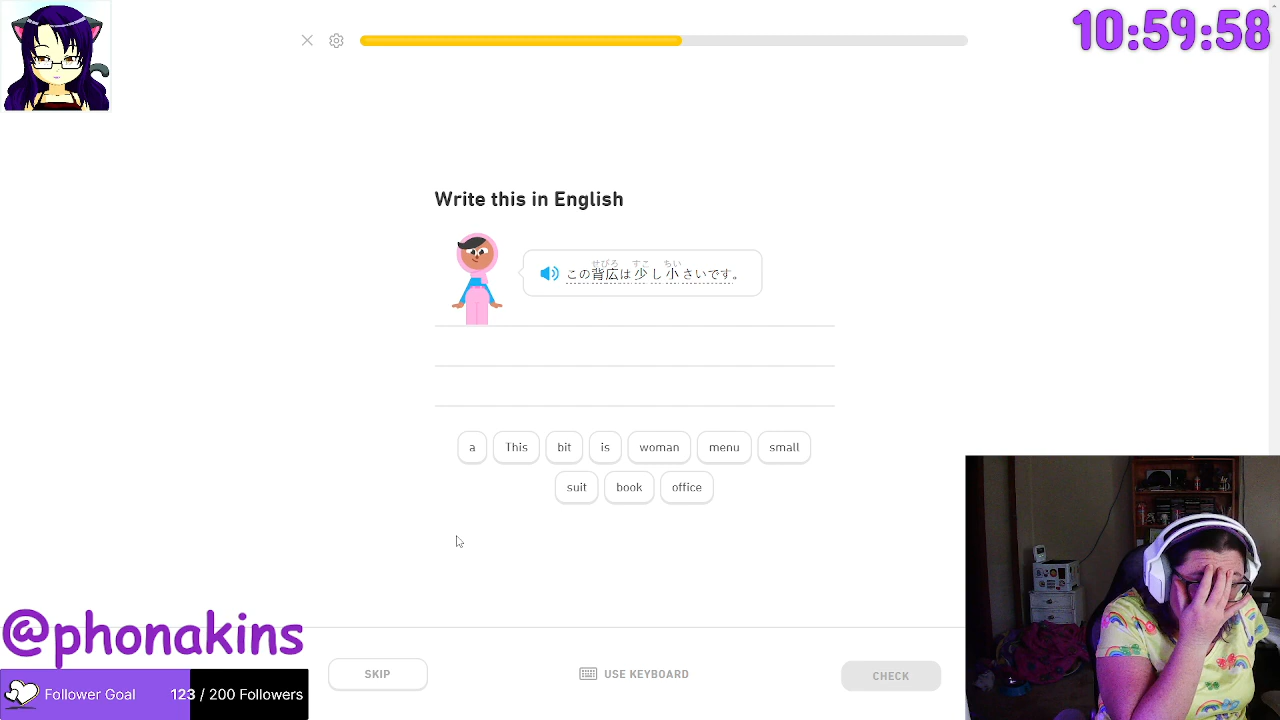 10:59:58
Write this in English
せびろ すこ ちい
この背広は少し小さいです。
a This bit is woman menu small
suit book office
@phonakins
Follower Goal 123 / 200 Followers
SKIP USE KEYBOARD CHECK